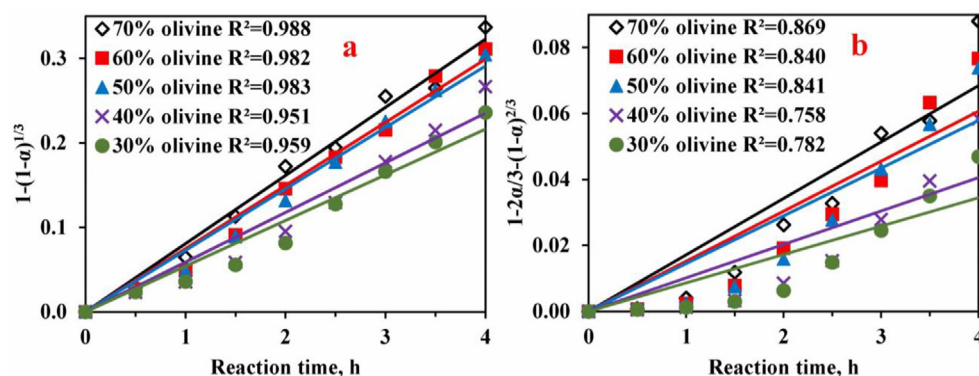 a
70% olivine R²=0.988
60% olivine R²=0.982
50% olivine R²=0.983
40% olivine R²=0.951
30% olivine R²=0.959
1-(1-α)^1/3
0.3
0.2
0.1
0.0
0 1 2 3 4
Reaction time, h
b
70% olivine R²=0.869
60% olivine R²=0.840
50% olivine R²=0.841
40% olivine R²=0.758
30% olivine R²=0.782
1-2α/3-(1-α)^2/3
0.08
0.06
0.04
0.02
0.00
0 1 2 3 4
Reaction time, h